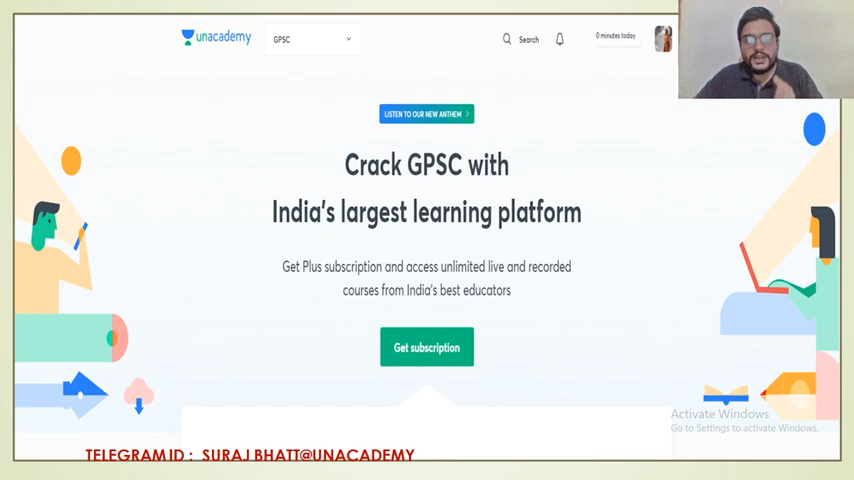 unacademy
GPSC
Search
0 minutes today
LISTEN TO OUR NEW ANTHEM
Crack GPSC with
India's largest learning platform
Get Plus subscription and access unlimited live and recorded
courses from India's best educators
Get subscription
Activate Windows
Go to Settings to activate Windows.
TELEGRAM ID : SURAJ BHATT@UNACADEMY